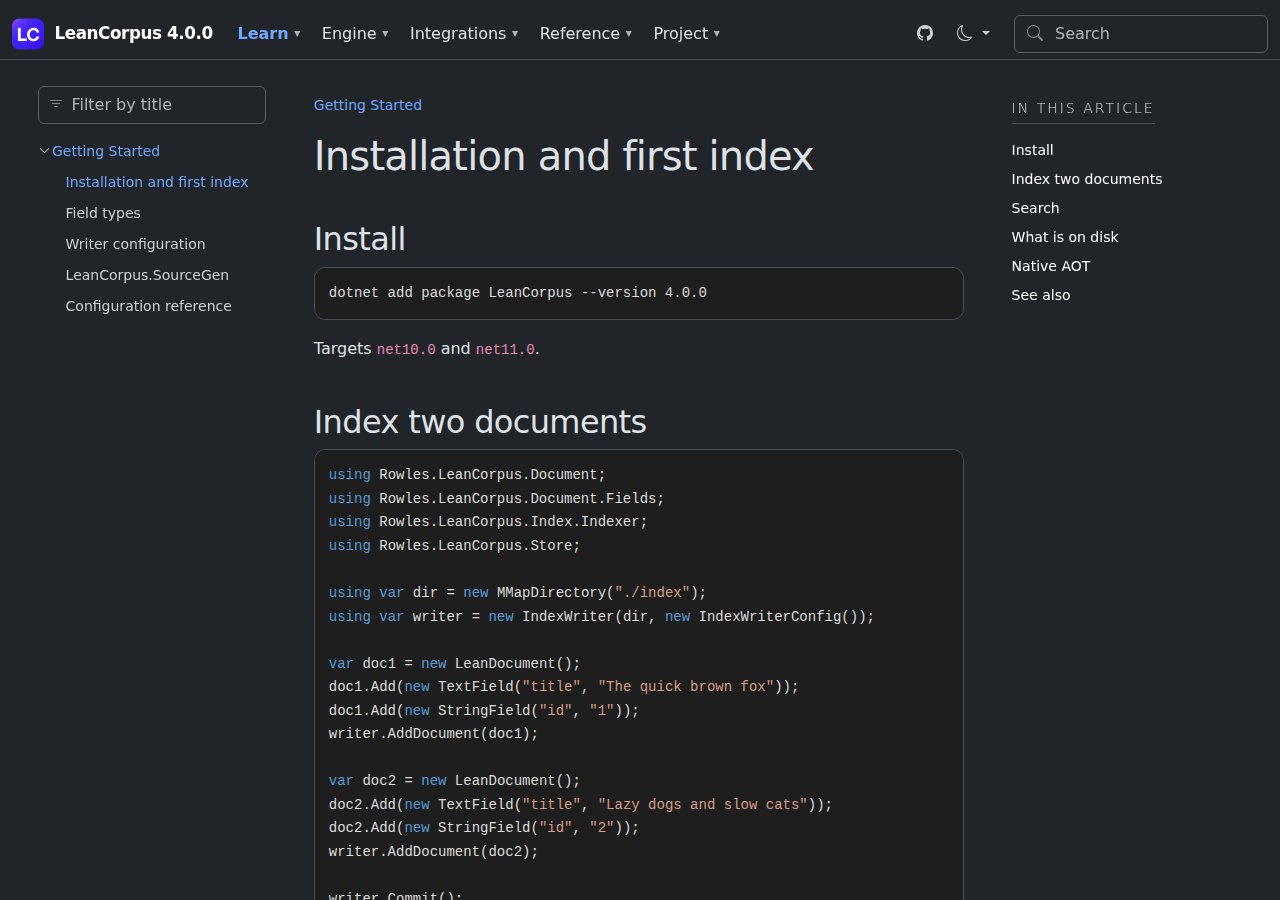 LC LeanCorpus 4.0.0 Learn ▾ Engine ▾ Integrations ▾ Reference ▾ Project ▾ Search
Filter by title
Getting Started
Installation and first index
Field types
Writer configuration
LeanCorpus.SourceGen
Configuration reference
Getting Started
Installation and first index
Install
dotnet add package LeanCorpus --version 4.0.0
Targets net10.0 and net11.0.
Index two documents
using Rowles.LeanCorpus.Document;
using Rowles.LeanCorpus.Document.Fields;
using Rowles.LeanCorpus.Index.Indexer;
using Rowles.LeanCorpus.Store;
using var dir = new MMapDirectory("./index");
using var writer = new IndexWriter(dir, new IndexWriterConfig());
var doc1 = new LeanDocument();
doc1.Add(new TextField("title", "The quick brown fox"));
doc1.Add(new StringField("id", "1"));
writer.AddDocument(doc1);
var doc2 = new LeanDocument();
doc2.Add(new TextField("title", "Lazy dogs and slow cats"));
doc2.Add(new StringField("id", "2"));
writer.AddDocument(doc2);
writer.Commit();
IN THIS ARTICLE
Install
Index two documents
Search
What is on disk
Native AOT
See also